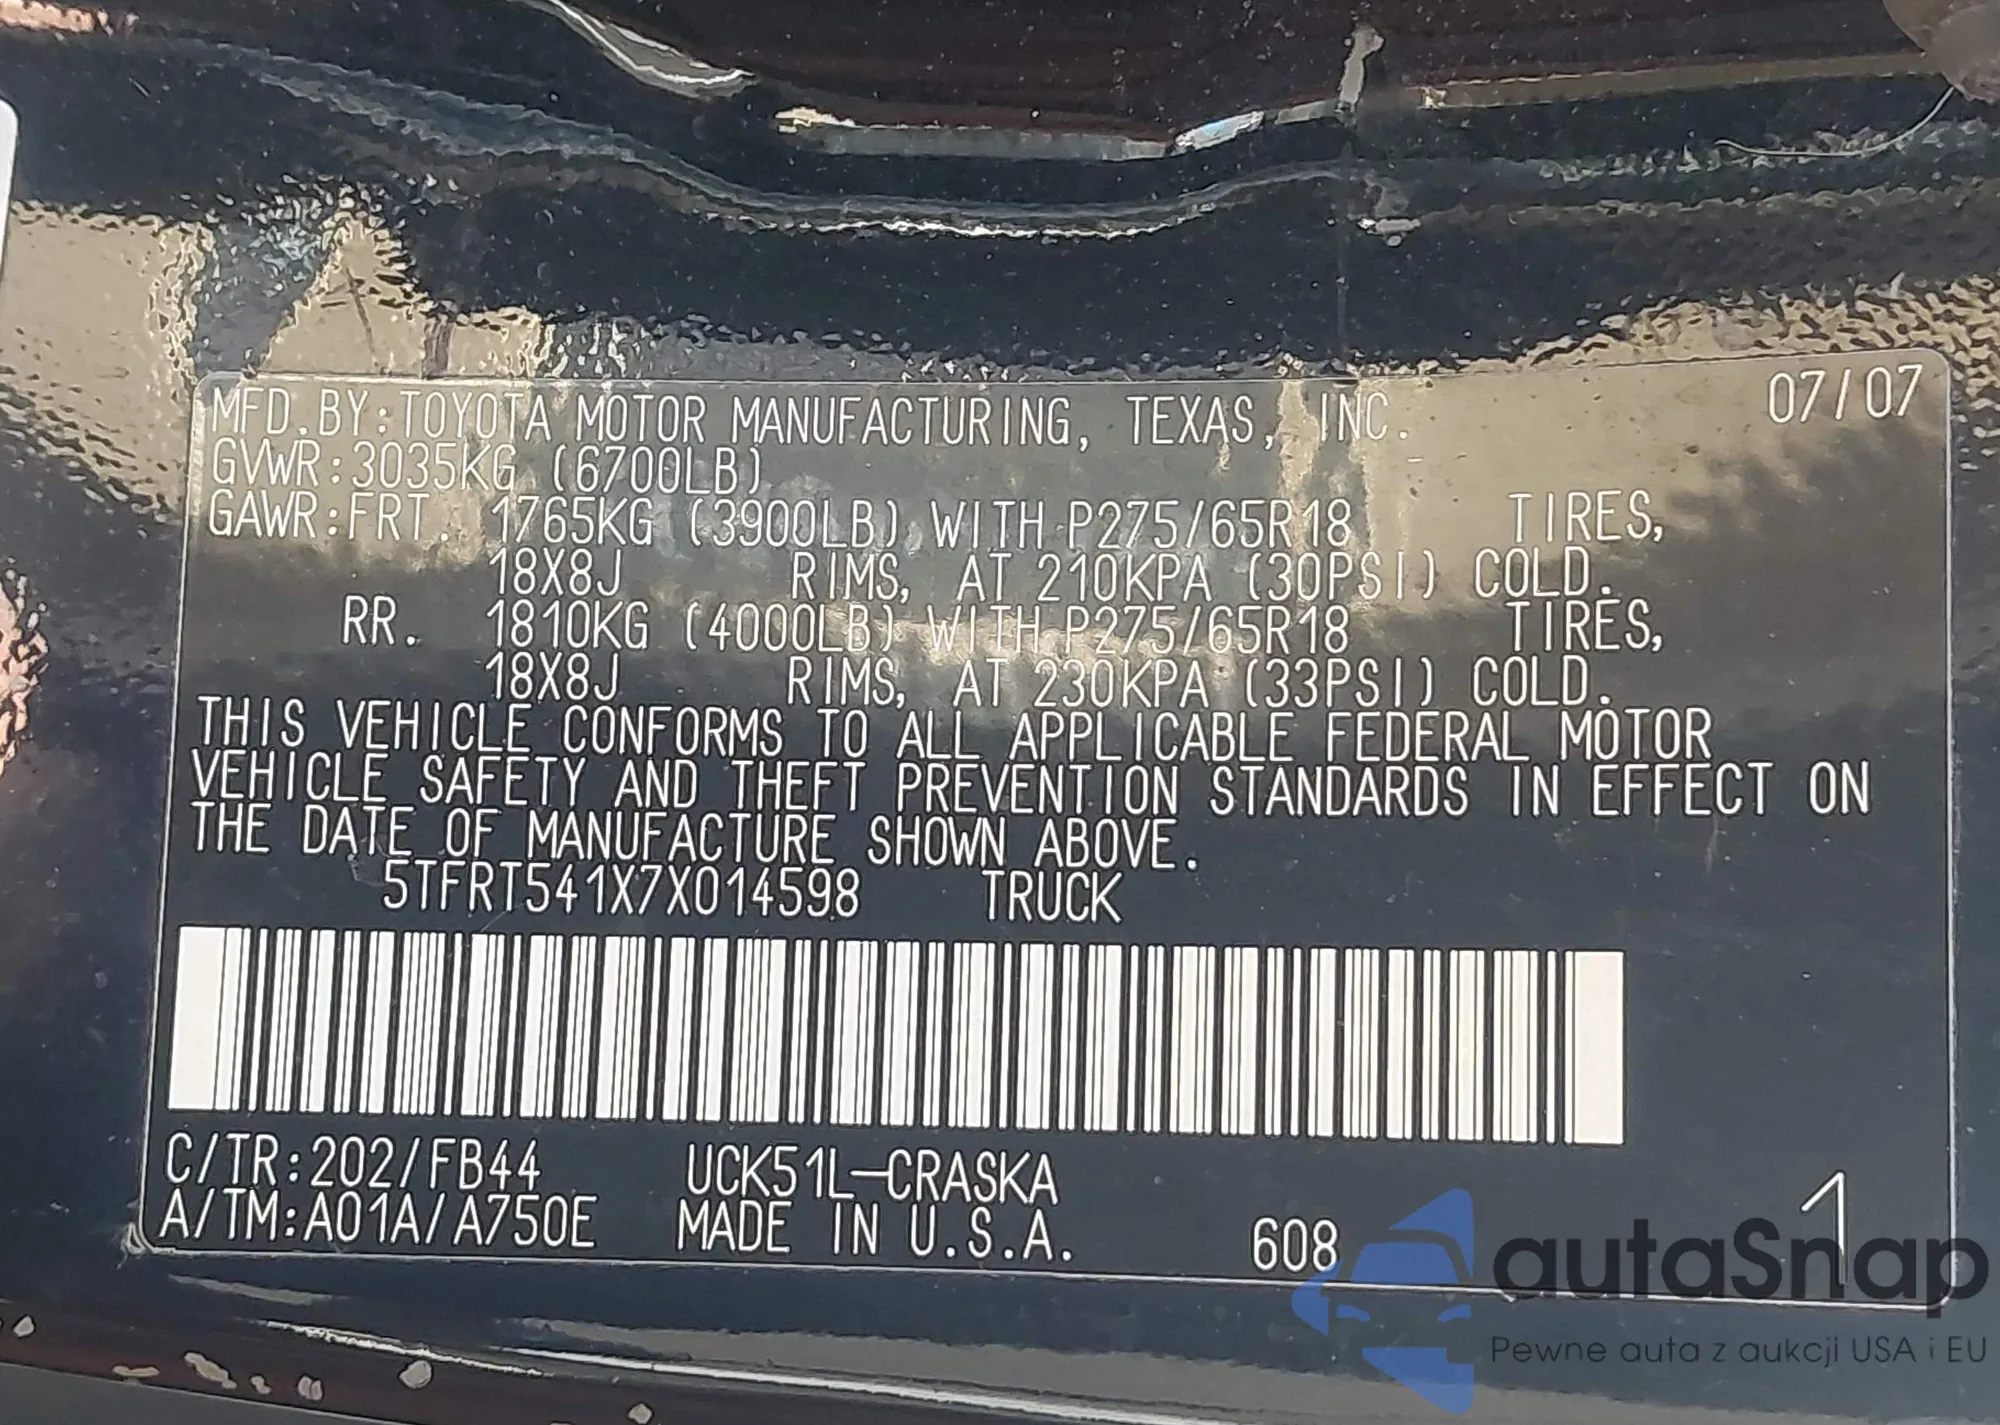 MFD.BY:TOYOTA MOTOR MANUFACTURING, TEXAS, INC. 07/07
GVWR:3035KG (6700LB)
GAWR:FRT. 1765KG (3900LB) WITH P275/65R18 TIRES,
18X8J RIMS, AT 210KPA (30PSI) COLD.
RR. 1810KG (4000LB) WITH P275/65R18 TIRES,
18X8J RIMS, AT 230KPA (33PSI) COLD.
THIS VEHICLE CONFORMS TO ALL APPLICABLE FEDERAL MOTOR
VEHICLE SAFETY AND THEFT PREVENTION STANDARDS IN EFFECT ON
THE DATE OF MANUFACTURE SHOWN ABOVE.
5TFRT541X7X014598 TRUCK
C/TR:202/FB44 UCK51L-CRASKA
A/TM:A01A/A750E MADE IN U.S.A. 608 1
autaSnap
Pewne auta z aukcji USA i EU